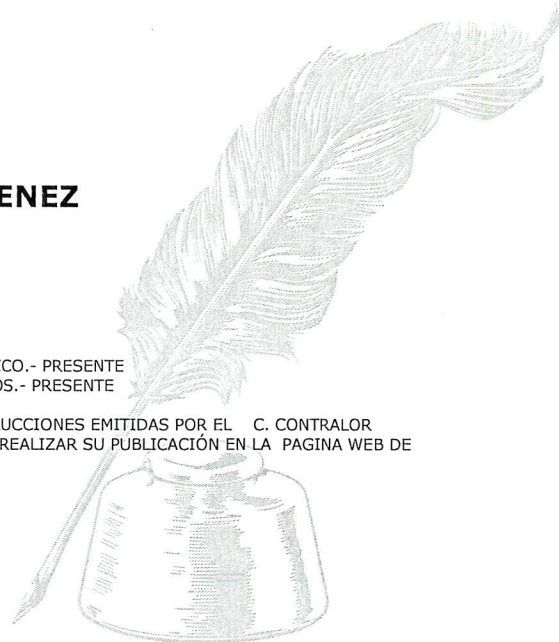 ENEZ
CO.- PRESENTE
OS.- PRESENTE
UCCIONES EMITIDAS POR EL C. CONTRALOR
REALIZAR SU PUBLICACIÓN EN LA PAGINA WEB DE